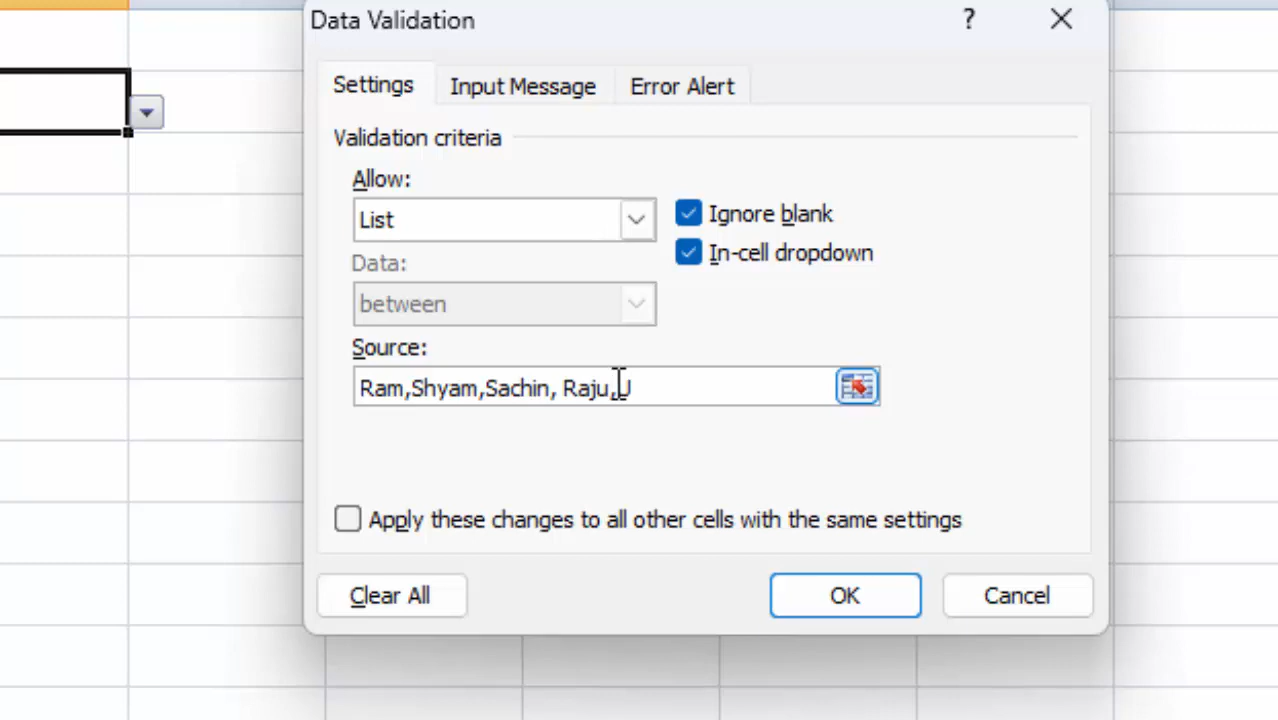 Data Validation
?
Settings
Input Message
Error Alert
Validation criteria
Allow:
List
Ignore blank
In-cell dropdown
Data:
between
Source:
Ram,Shyam,Sachin, Raju,U
Apply these changes to all other cells with the same settings
Clear All
OK
Cancel